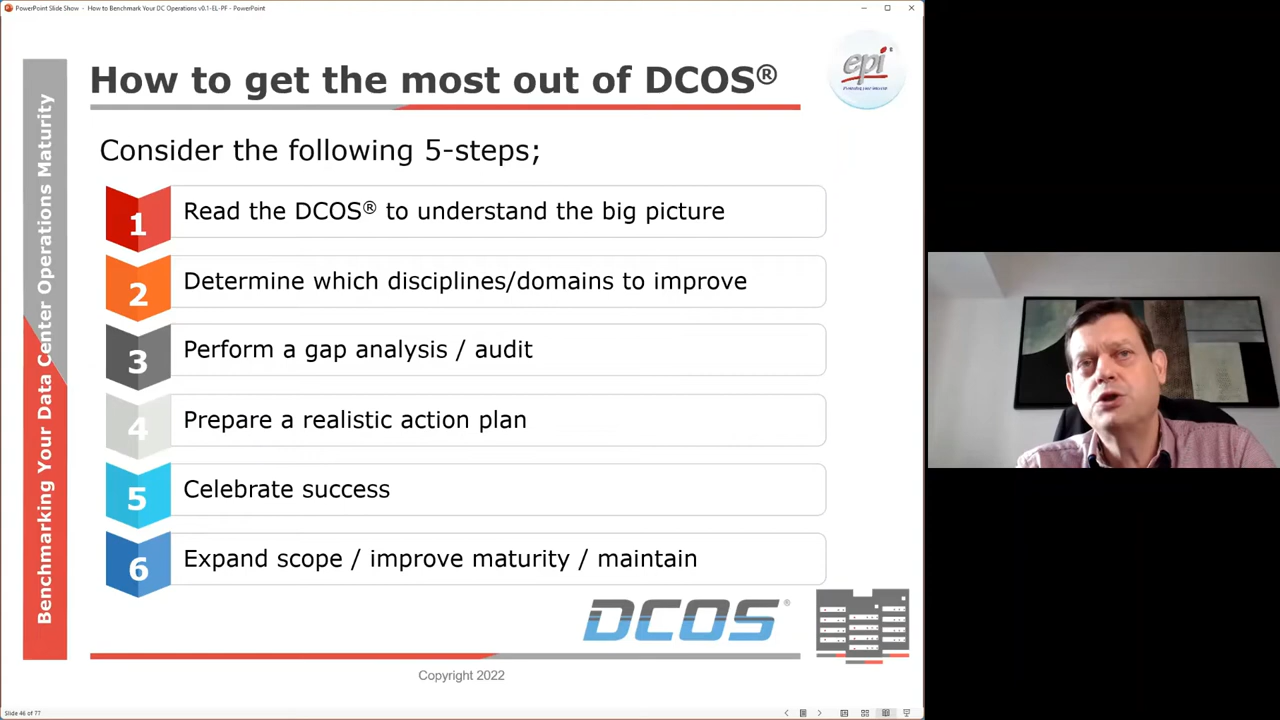 PowerPoint Slide Show - How to Benchmark Your DC Operations v0.1-EL-PF - PowerPoint
How to get the most out of DCOS®
epi®
Benchmarking Your Data Center Operations Maturity
Consider the following 5-steps;
1 Read the DCOS® to understand the big picture
2 Determine which disciplines/domains to improve
3 Perform a gap analysis / audit
4 Prepare a realistic action plan
5 Celebrate success
6 Expand scope / improve maturity / maintain
DCOS®
Copyright 2022
Slide 46 of 77